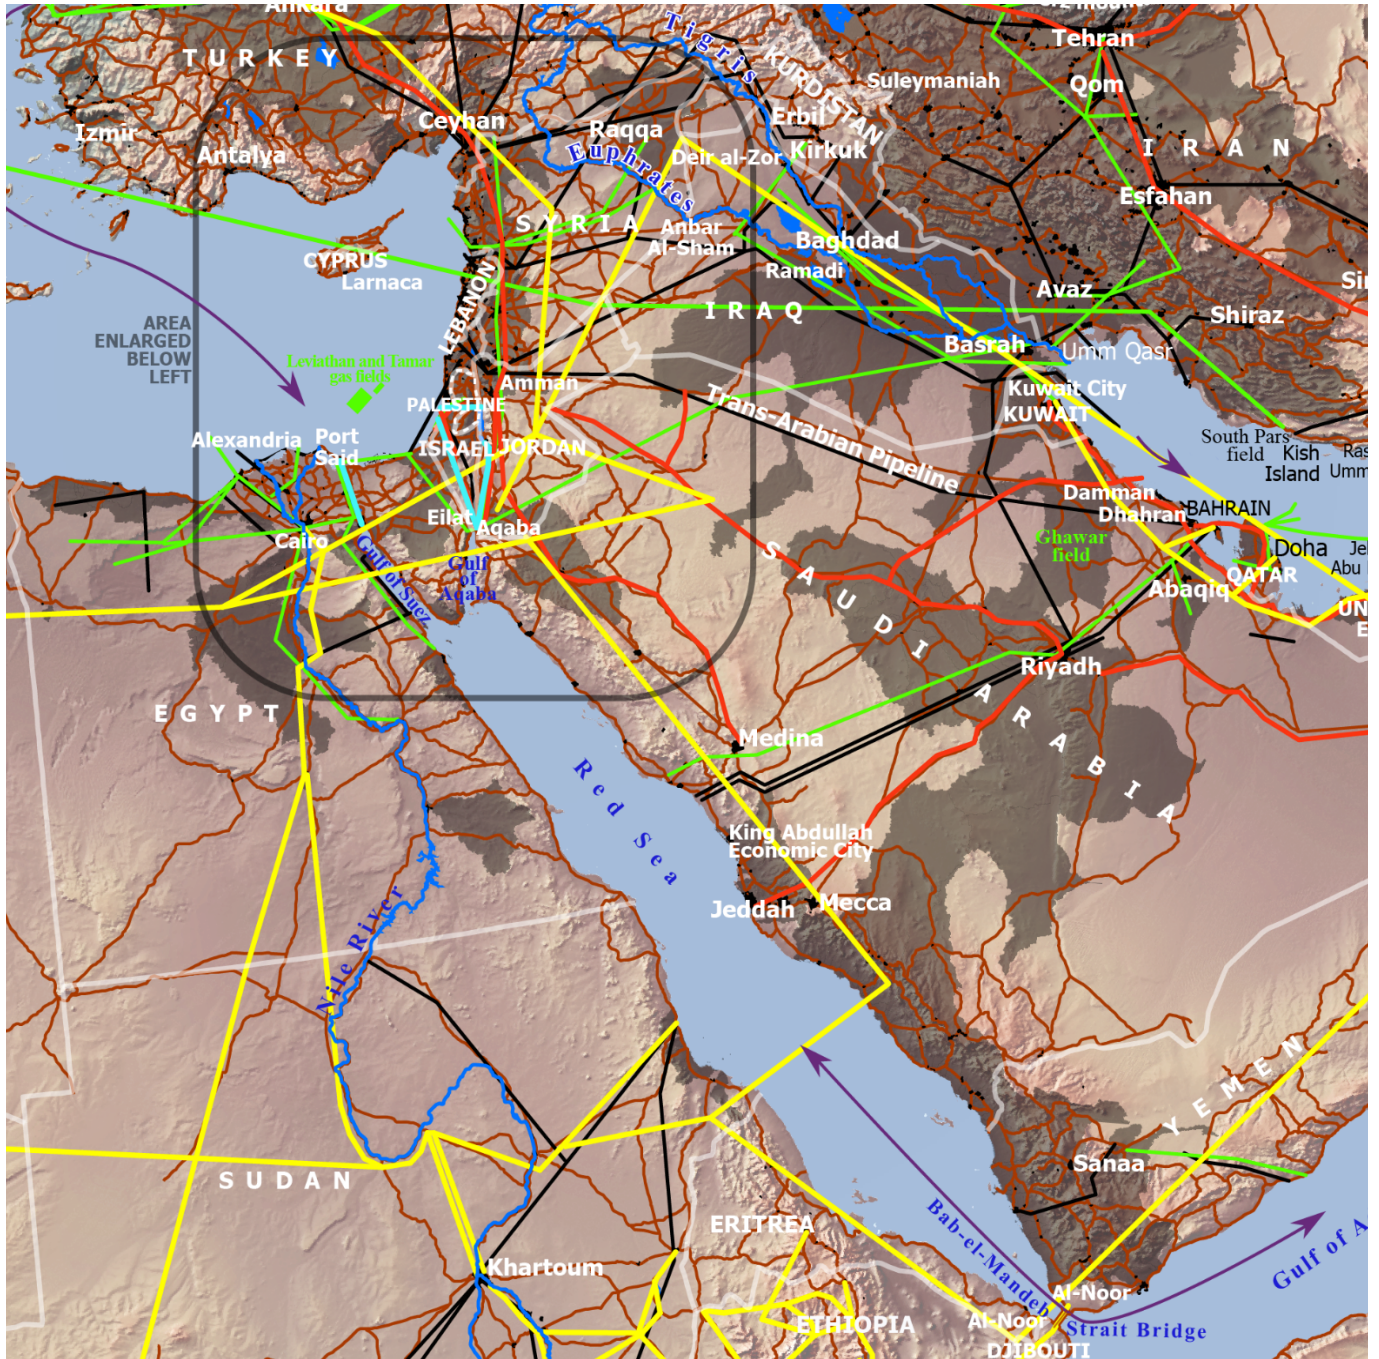 Ankara
Tehran
TURKEY
Tigris
KURDISTAN
Suleymaniah
Qom
Izmir
Ceyhan
Raqqa
Erbil
Antalya
Euphrates
Deir al-Zor
Kirkuk
IRAN
Esfahan
SYRIA
Anbar
Al-Sham
Baghdad
Ramadi
CYPRUS
Larnaca
LEBANON
IRAQ
Avaz
Shiraz
AREA
ENLARGED
BELOW
LEFT
Basrah
Umm Qasr
Leviathan and Tamar
gas fields
Amman
Kuwait City
KUWAIT
PALESTINE
Trans-Arabian Pipeline
Alexandria
Port
Said
ISRAEL
JORDAN
South Pars
field
Kish
Island
Damman
Dhahran
BAHRAIN
Eilat
Aqaba
Cairo
Gulf of Suez
Gulf
of
Aqaba
Ghawar
field
Doha
Abu
QATAR
Abaqiq
SAUDI ARABIA
Riyadh
EGYPT
Medina
Red Sea
King Abdullah
Economic City
Jeddah
Mecca
Nile River
YEMEN
SUDAN
Sanaa
ERITREA
Bab-el-Mandeb
Strait Bridge
Gulf of A
Khartoum
Al-Noor
Al-Noor
ETHIOPIA
DJIBOUTI